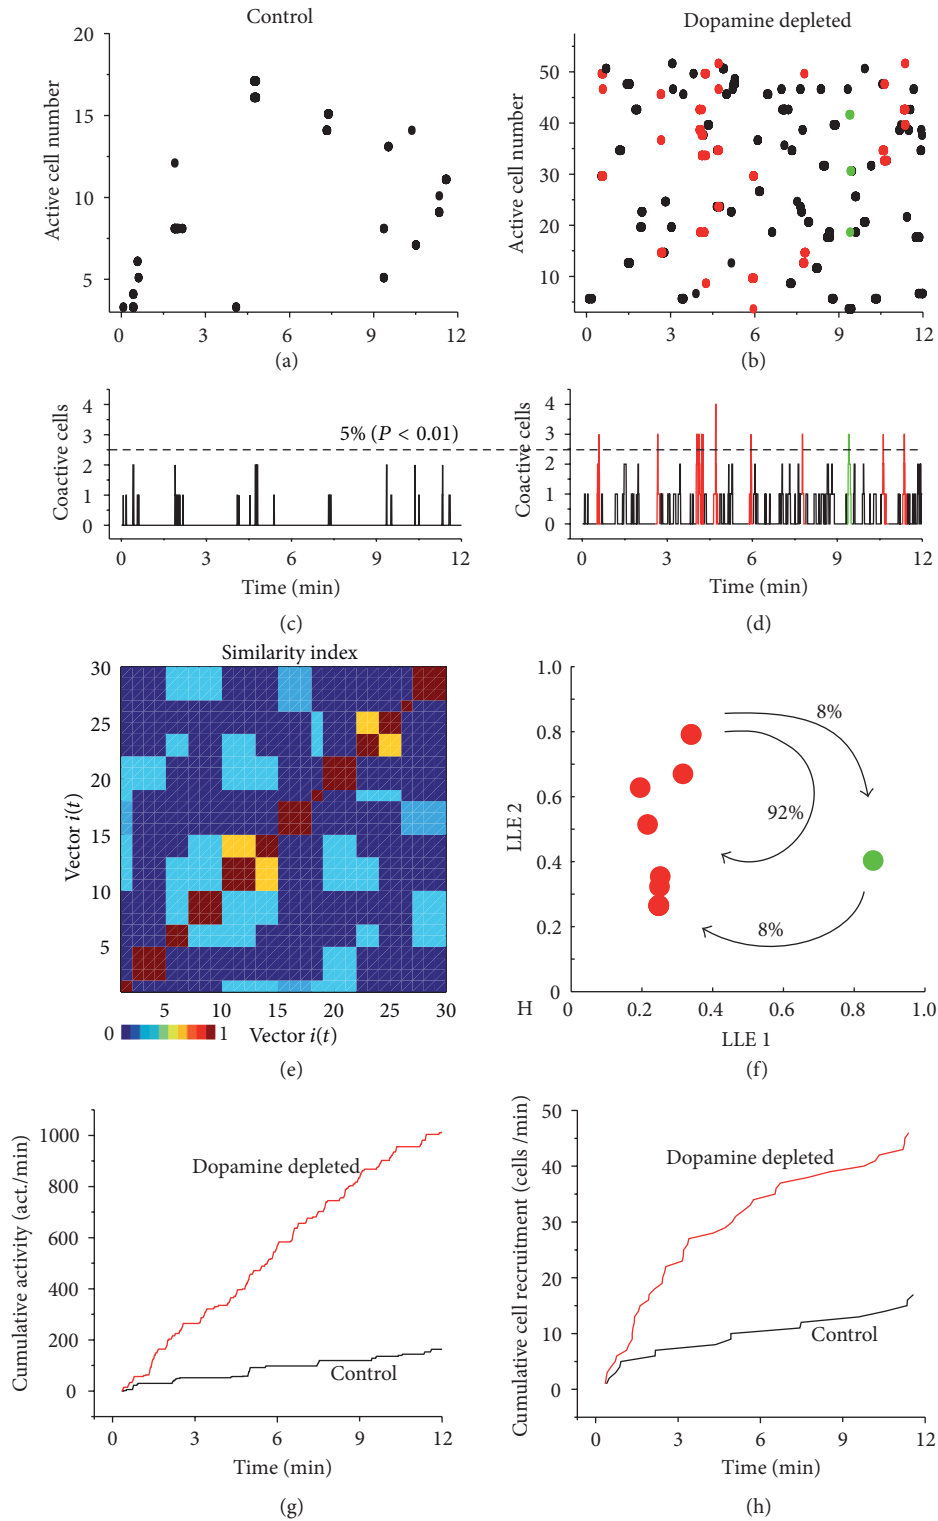 Control
Dopamine depleted
Active cell number
20
15
10
5
0 3 6 9 12
(a)
Active cell number
50
40
30
20
10
0 3 6 9 12
(b)
Coactive cells
4
3
2
1
0
5% (P < 0.01)
0 3 6 9 12
Time (min)
(c)
Coactive cells
4
3
2
1
0
0 3 6 9 12
Time (min)
(d)
Similarity index
Vector i(t)
30
25
20
15
10
5
5 10 15 20 25 30
0 1 Vector i(t)
(e)
LLE 2
1.0
0.8
0.6
0.4
0.2
0
8%
92%
8%
H
0 0.2 0.4 0.6 0.8 1.0
LLE 1
(f)
Cumulative activity (act./min)
1000
800
600
400
200
0
Dopamine depleted
Control
0 3 6 9 12
Time (min)
(g)
Cumulative cell recruitment (cells /min)
50
40
30
20
10
0
Dopamine depleted
Control
0 3 6 9 12
Time (min)
(h)